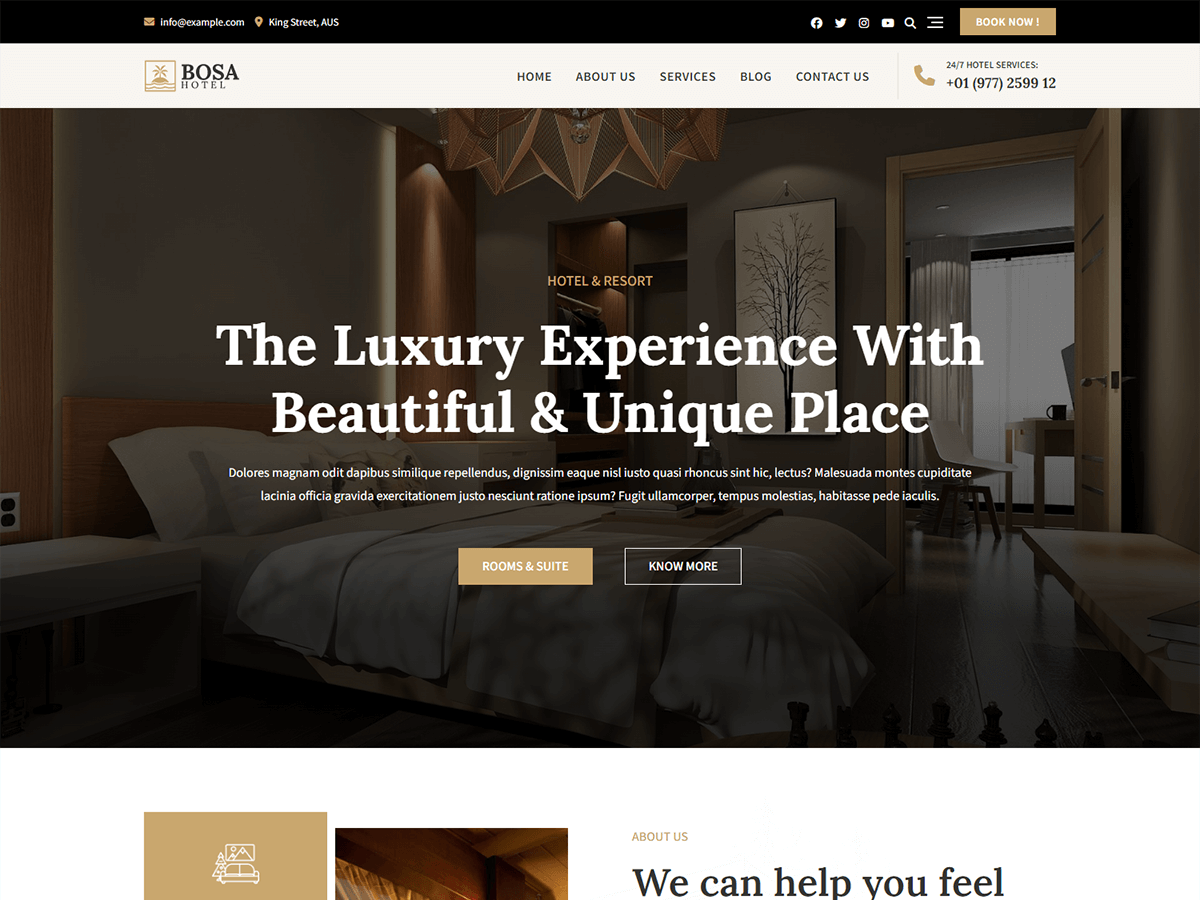 info@example.com King Street, AUS
BOOK NOW !
BOSA
HOTEL
HOME ABOUT US SERVICES BLOG CONTACT US
24/7 HOTEL SERVICES:
+01 (977) 2599 12
HOTEL & RESORT
The Luxury Experience With
Beautiful & Unique Place
Dolores magnam odit dapibus similique repellendus, dignissim eaque nisl iusto quasi rhoncus sint hic, lectus? Malesuada montes cupiditate
lacinia officia gravida exercitationem justo nesciunt ratione ipsum? Fugit ullamcorper, tempus molestias, habitasse pede iaculis.
ROOMS & SUITE KNOW MORE
ABOUT US
We can help you feel